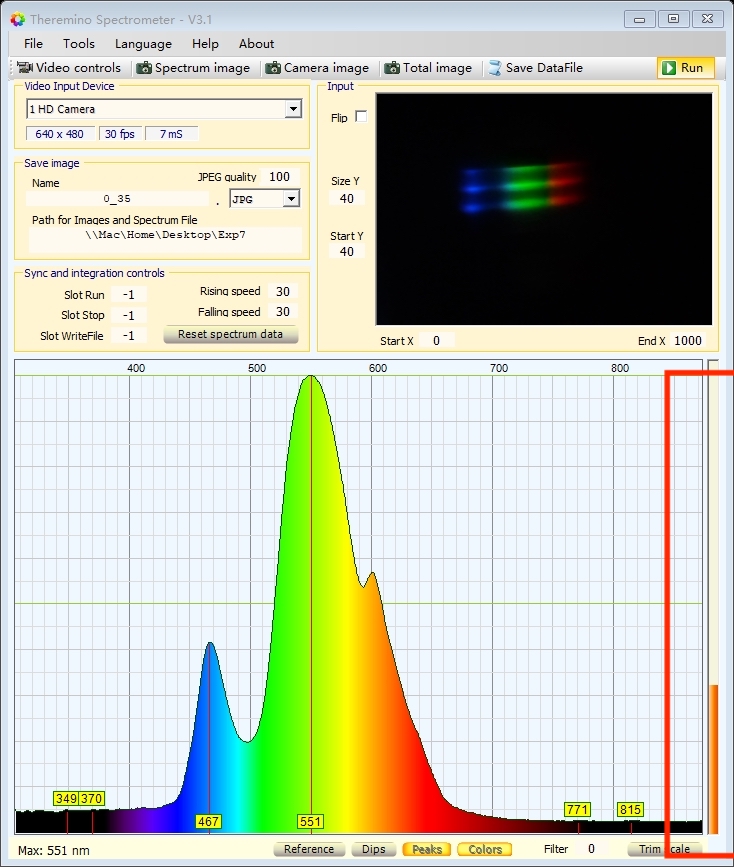 Theremino Spectrometer - V3.1
File Tools Language Help About
Video controls Spectrum image Camera image Total image Save DataFile Run
Video Input Device
1 HD Camera
640 x 480 30 fps 7 mS
Save image
Name JPEG quality 100
0_35 . JPG
Path for Images and Spectrum File
\\Mac\Home\Desktop\Exp7
Sync and integration controls
Slot Run -1 Rising speed 30
Slot Stop -1 Falling speed 30
Slot WriteFile -1 Reset spectrum data
Input
Flip
Size Y
40
Start Y
40
Start X 0 End X 1000
400 500 600 700 800
349 370 771 815
467 551
Max: 551 nm Reference Dips Peaks Colors Filter 0 Trim scale